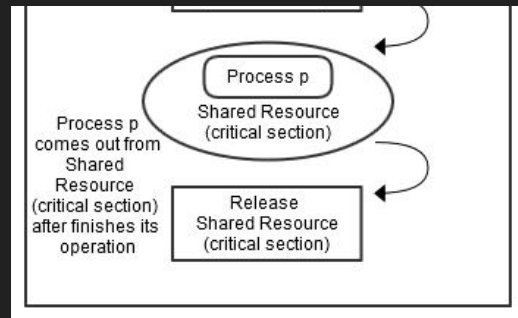 Process p
Shared Resource
(critical section)
Process p
comes out from
Shared
Resource
(critical section)
after finishes its
operation
Release
Shared Resource
(critical section)